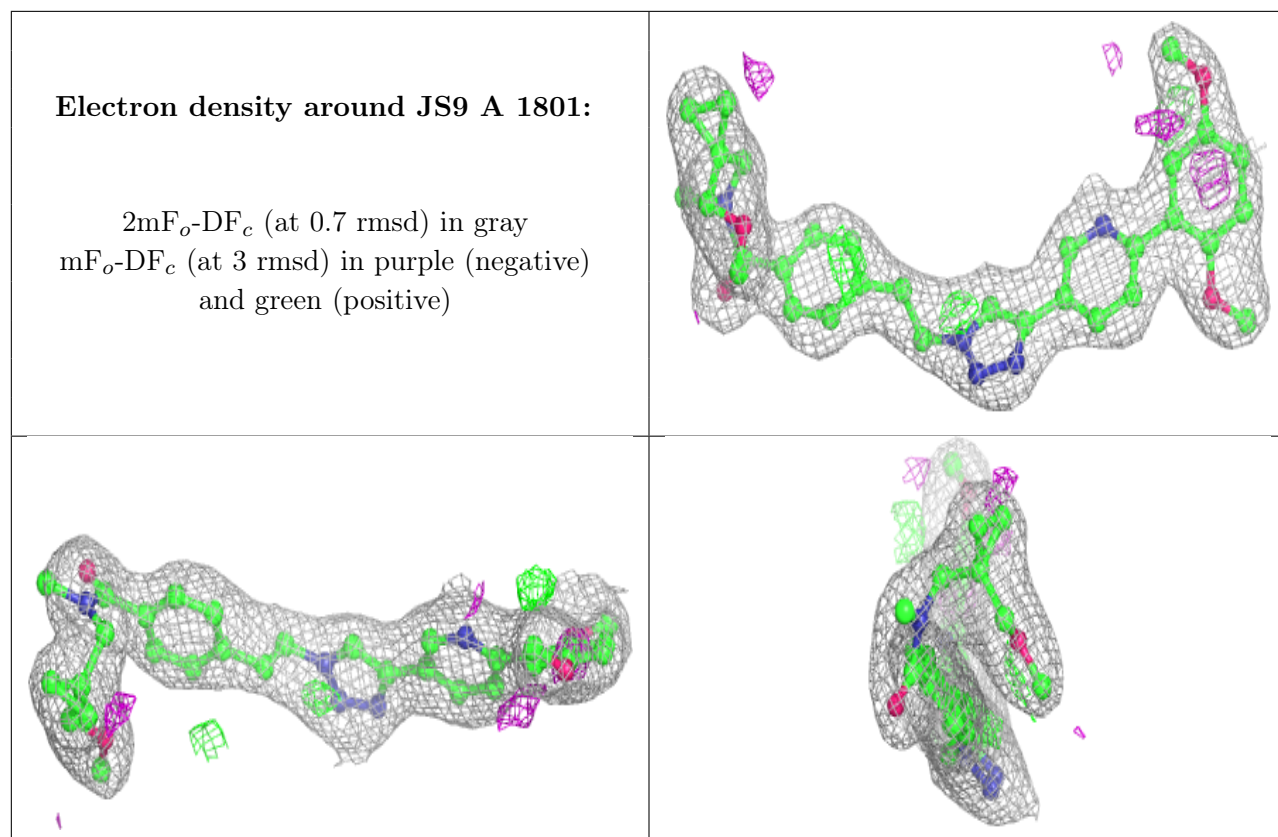 Electron density around JS9 A 1801:
2mFo-DFc (at 0.7 rmsd) in gray
mFo-DFc (at 3 rmsd) in purple (negative)
and green (positive)